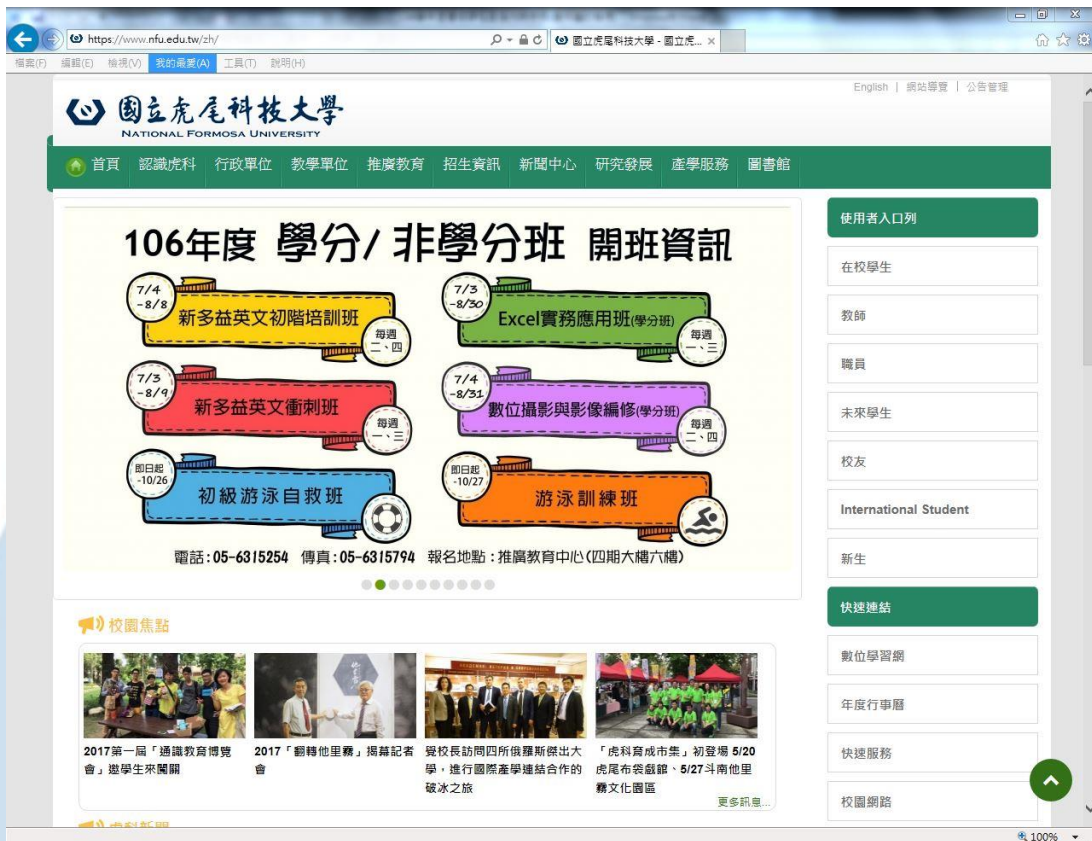 https://www.nfu.edu.tw/zh/
國立虎尾科技大學 - 國立虎...
檔案(F) 編輯(E) 檢視(V) 我的最愛(A) 工具(T) 說明(H)
English | 網站導覽 | 公告管理
國立虎尾科技大學
NATIONAL FORMOSA UNIVERSITY
首頁 認識虎科 行政單位 教學單位 推廣教育 招生資訊 新聞中心 研究發展 產學服務 圖書館
106年度 學分/非學分班 開班資訊
7/4
-8/8
新多益英文初階培訓班
每週
二、四
7/3
-8/30
Excel實務應用班(學分班)
每週
一、三
7/3
-8/9
新多益英文衝刺班
每週
一、三
7/4
-8/31
數位攝影與影像編修(學分班)
每週
二、四
即日起
-10/26
初級游泳自救班
即日起
-10/27
游泳訓練班
電話:05-6315254 傳真:05-6315794 報名地點:推廣教育中心(四期大樓六樓)
使用者入口列
在校學生
教師
職員
未來學生
校友
International Student
新生
快速連結
數位學習網
年度行事曆
快速服務
校園網路
校園焦點
2017第一屆「通識教育博覽
會」邀學生來闖關
2017「翻轉他里霧」揭幕記者
會
覺校長訪問四所俄羅斯傑出大
學，進行國際產學連結合作的
破冰之旅
「虎科育成市集」初登場 5/20
虎尾布袋戲館、5/27斗南他里
霧文化園區
更多訊息...
100%